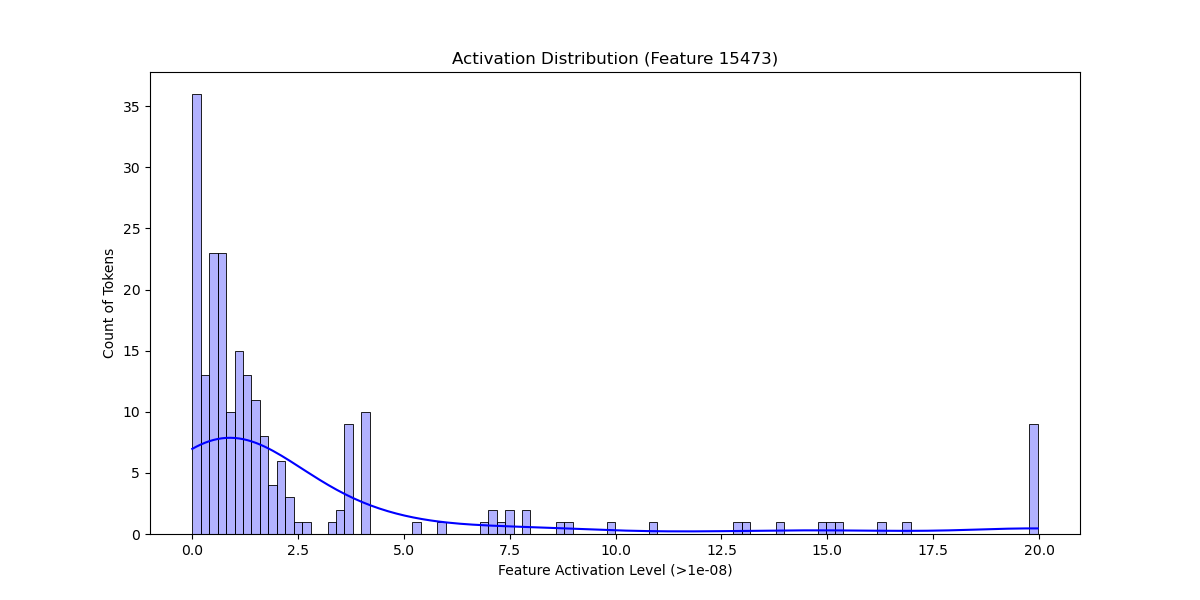 Activation Distribution (Feature 15473)
Count of Tokens
35
30
25
20
15
10
5
0
0.0 2.5 5.0 7.5 10.0 12.5 15.0 17.5 20.0
Feature Activation Level (>1e-08)